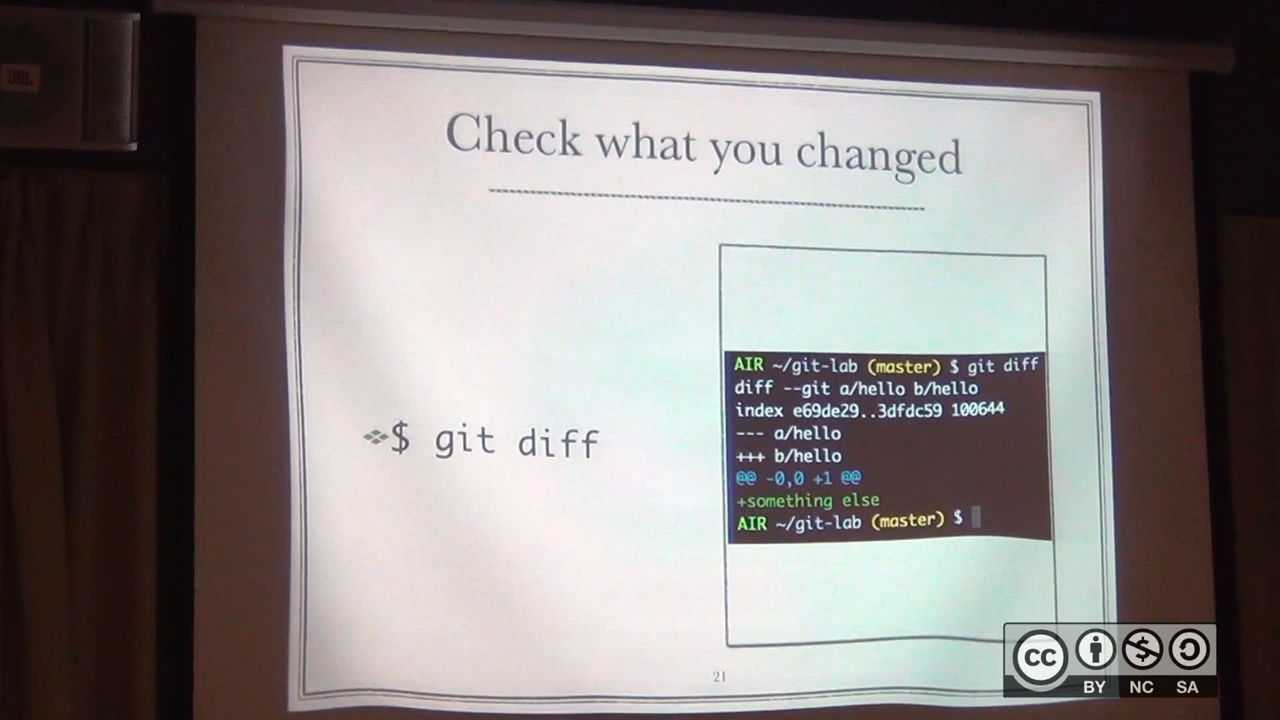 JBL
Check what you changed
❖$ git diff
AIR ~/git-lab (master) $ git diff
diff --git a/hello b/hello
index e69de29..3dfdc59 100644
--- a/hello
+++ b/hello
@@ -0,0 +1 @@
+something else
AIR ~/git-lab (master) $
21
cc
BY NC SA